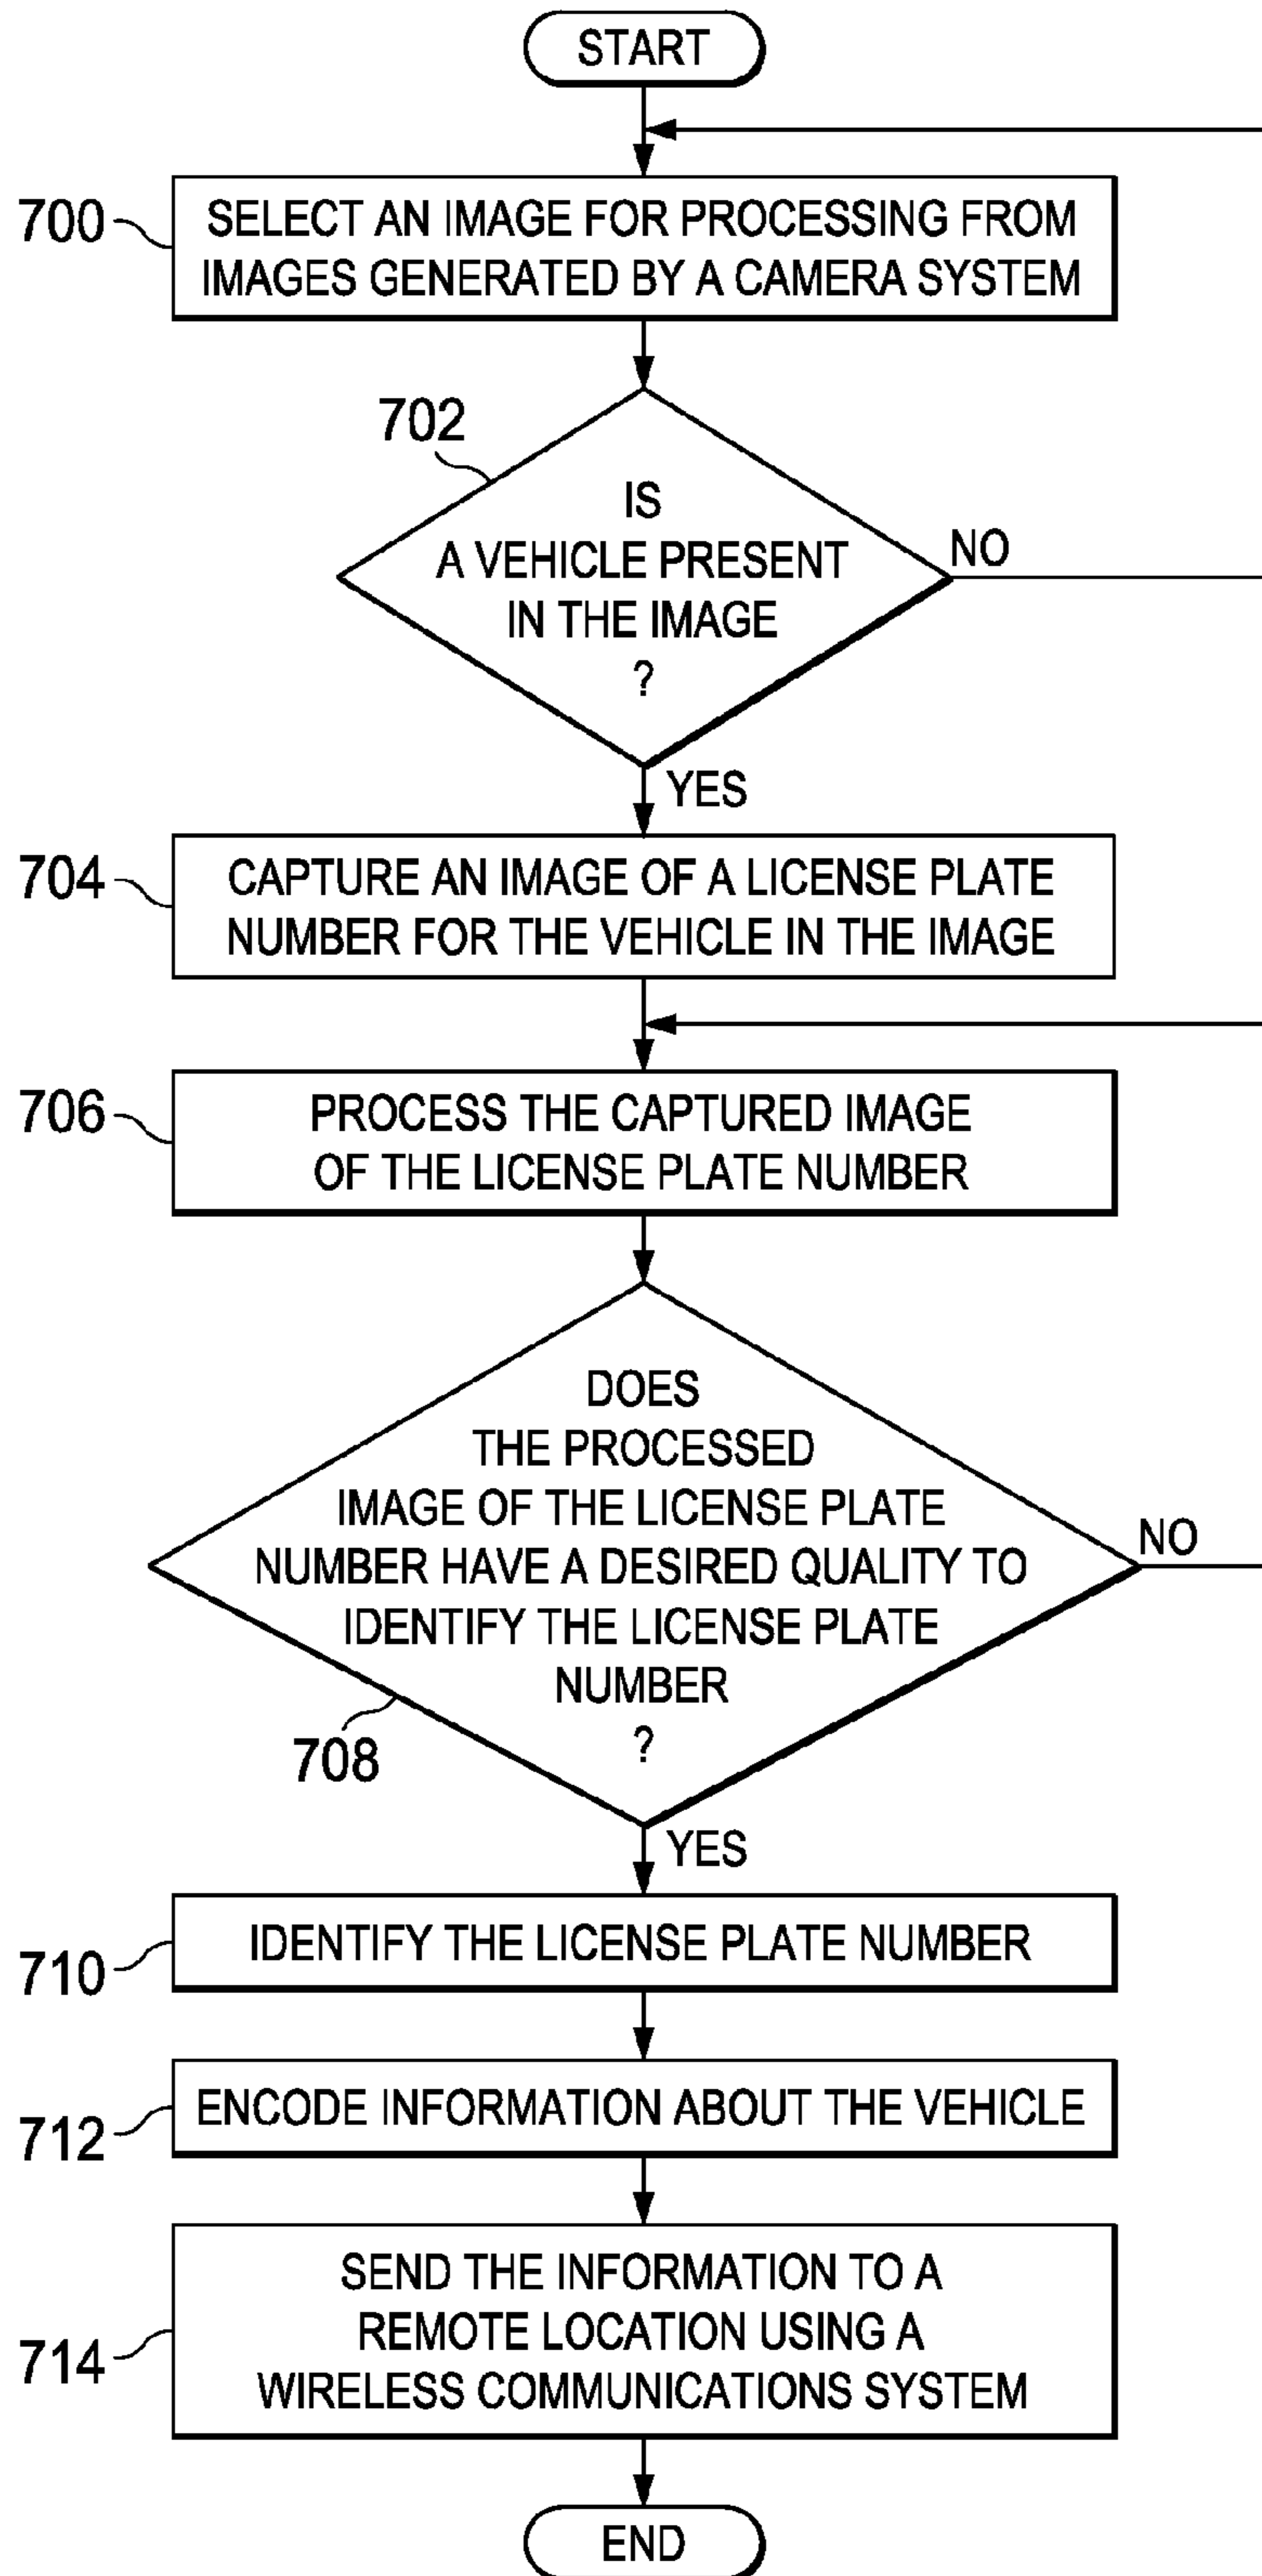 START
700
SELECT AN IMAGE FOR PROCESSING FROM
IMAGES GENERATED BY A CAMERA SYSTEM
702
IS
A VEHICLE PRESENT
IN THE IMAGE
?
NO
YES
704
CAPTURE AN IMAGE OF A LICENSE PLATE
NUMBER FOR THE VEHICLE IN THE IMAGE
706
PROCESS THE CAPTURED IMAGE
OF THE LICENSE PLATE NUMBER
DOES
THE PROCESSED
IMAGE OF THE LICENSE PLATE
NUMBER HAVE A DESIRED QUALITY TO
IDENTIFY THE LICENSE PLATE
NUMBER
?
NO
708
YES
710
IDENTIFY THE LICENSE PLATE NUMBER
712
ENCODE INFORMATION ABOUT THE VEHICLE
714
SEND THE INFORMATION TO A
REMOTE LOCATION USING A
WIRELESS COMMUNICATIONS SYSTEM
END